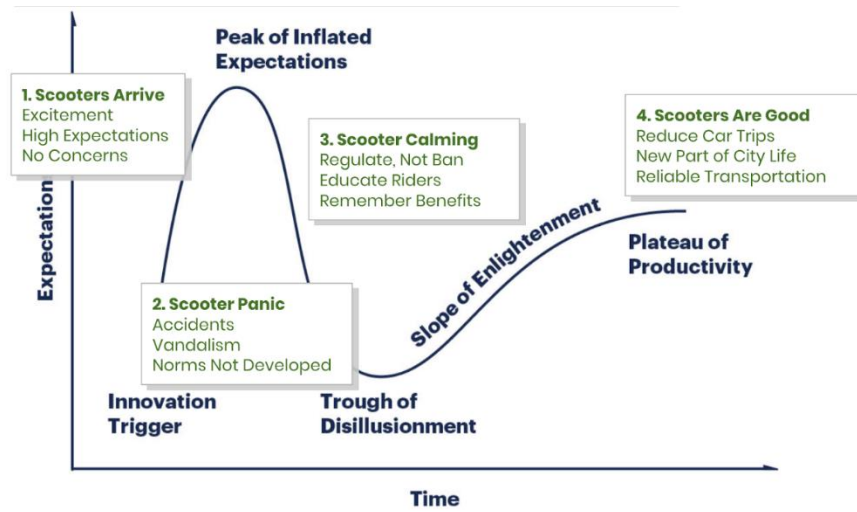 Peak of Inflated
Expectations
1. Scooters Arrive
Excitement
High Expectations
No Concerns
3. Scooter Calming
Regulate, Not Ban
Educate Riders
Remember Benefits
4. Scooters Are Good
Reduce Car Trips
New Part of City Life
Reliable Transportation
Expectation
Slope of Enlightenment
Plateau of
Productivity
2. Scooter Panic
Accidents
Vandalism
Norms Not Developed
Innovation
Trigger
Trough of
Disillusionment
Time